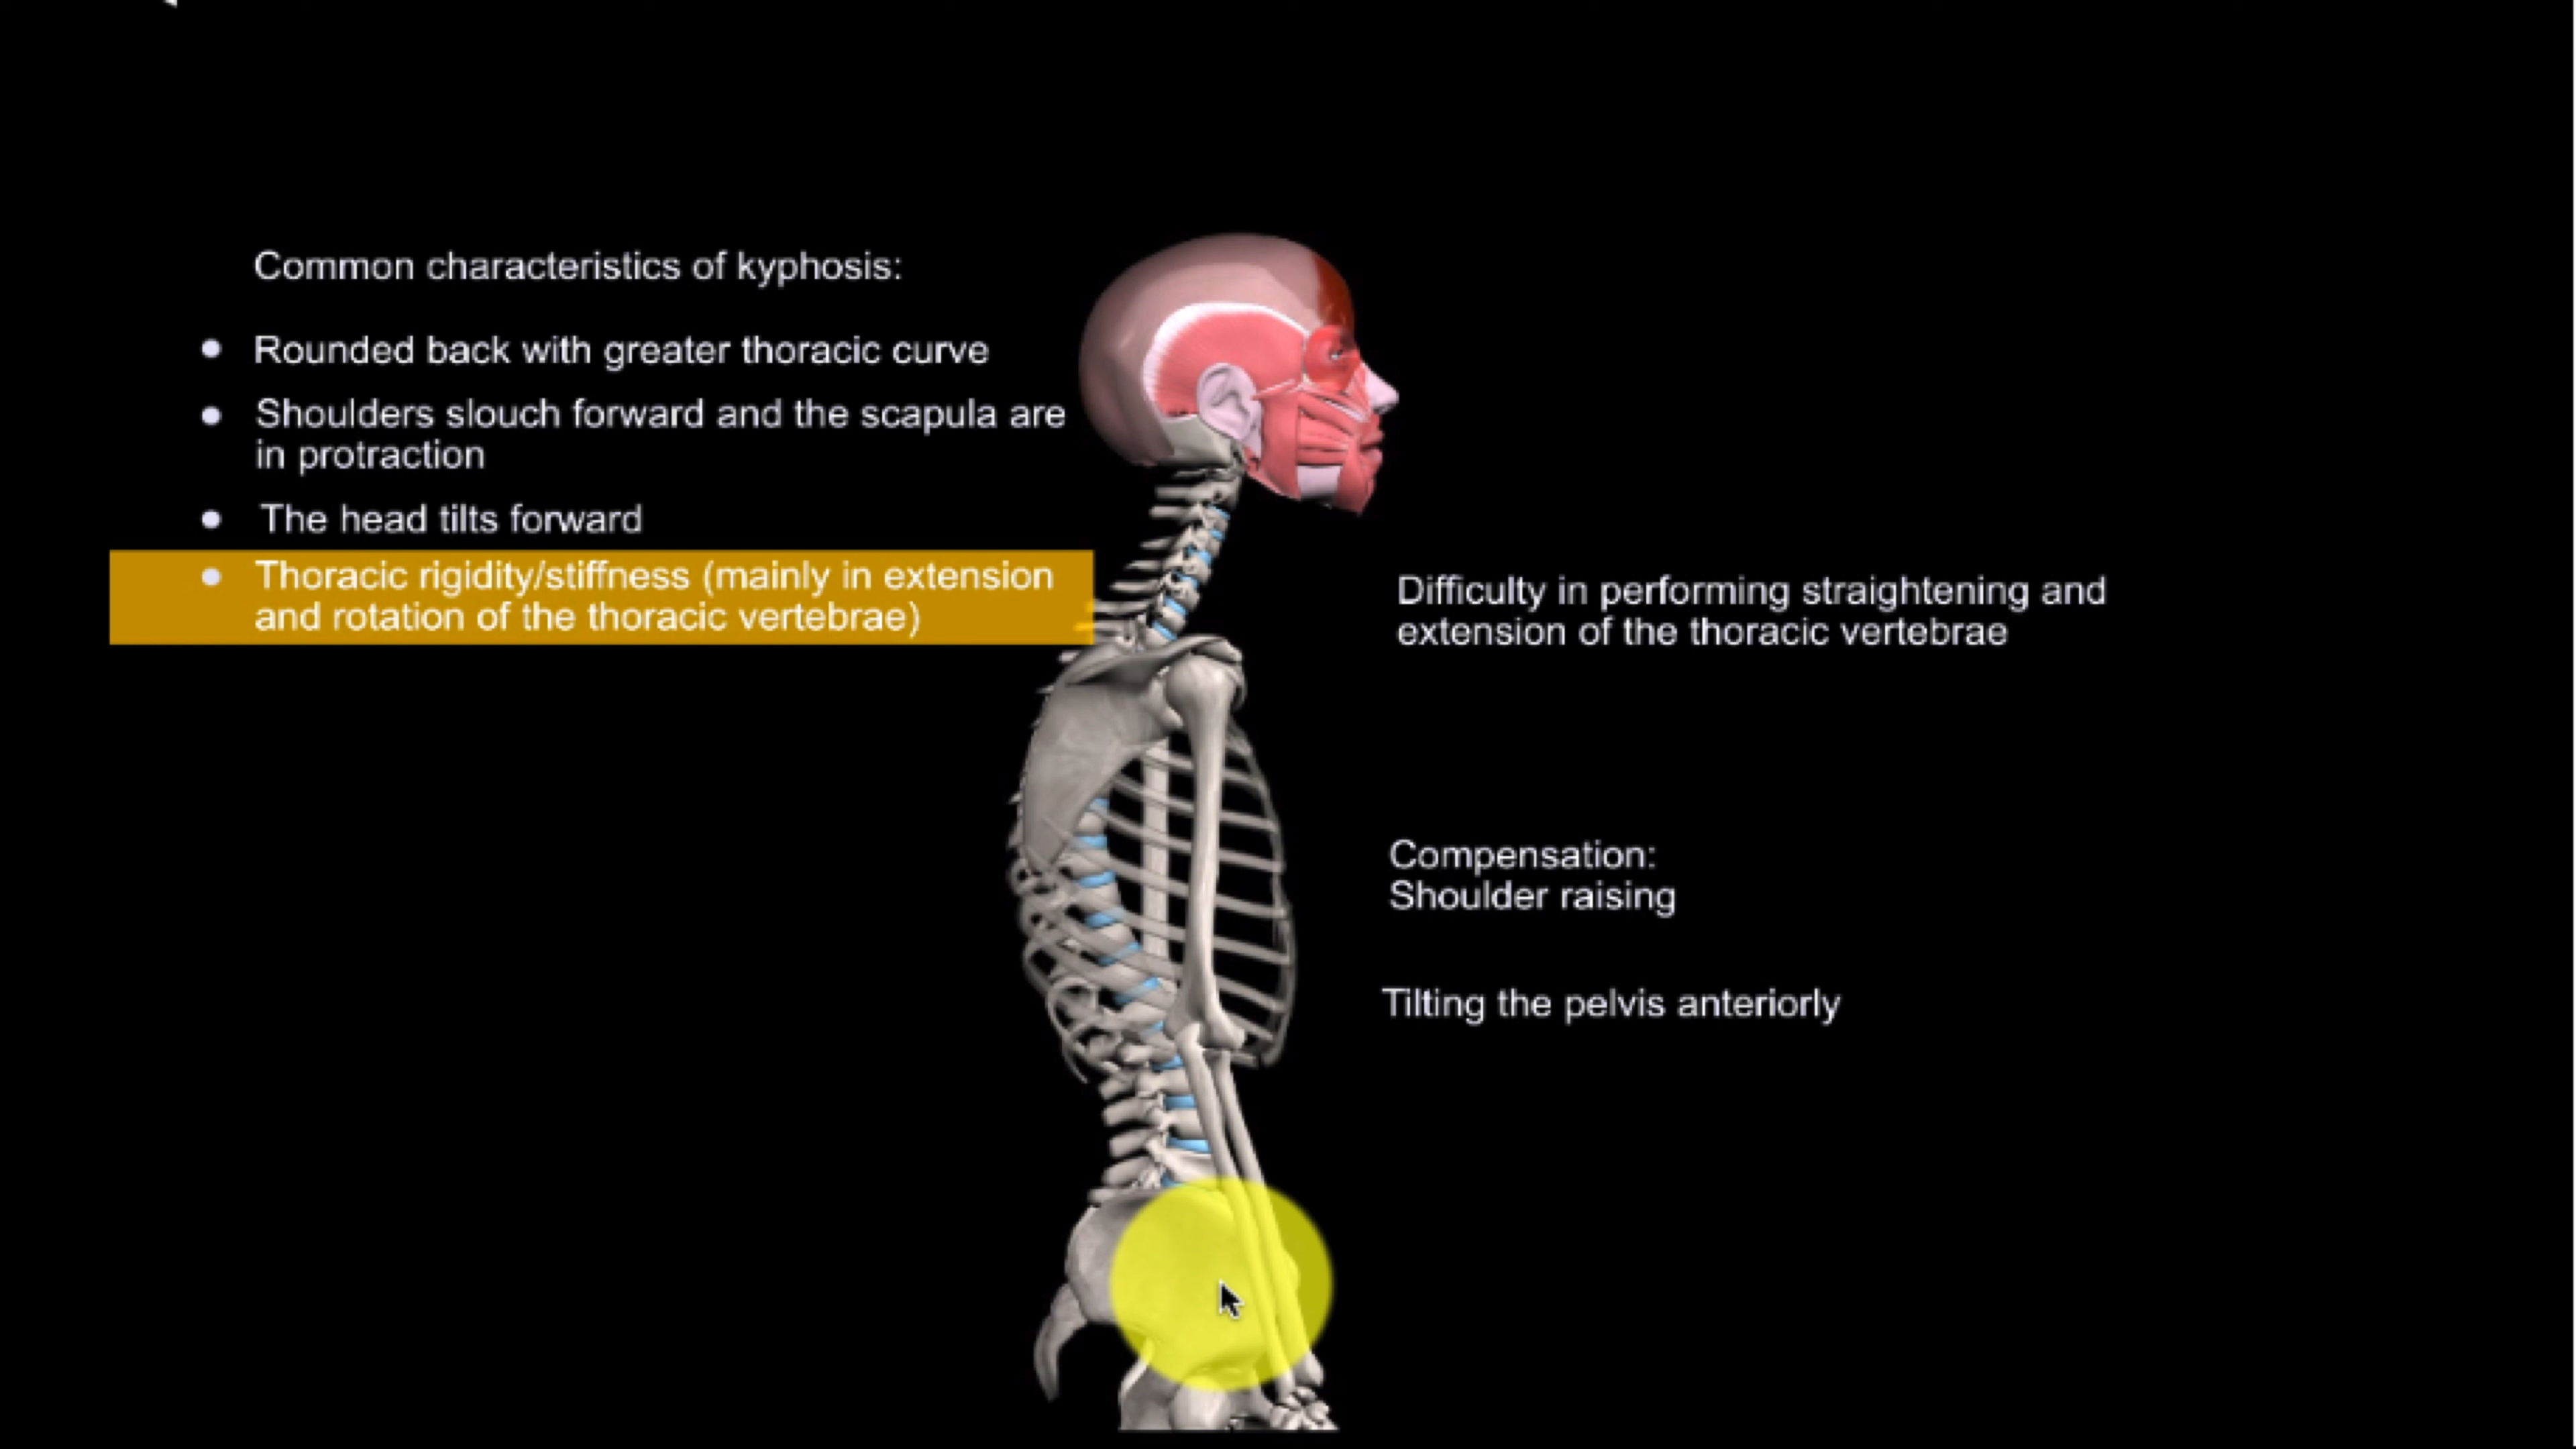 Common characteristics of kyphosis:
Rounded back with greater thoracic curve
Shoulders slouch forward and the scapula are
in protraction
The head tilts forward
Thoracic rigidity/stiffness (mainly in extension
and rotation of the thoracic vertebrae)
Difficulty in performing straightening and
extension of the thoracic vertebrae
Compensation:
Shoulder raising
Tilting the pelvis anteriorly